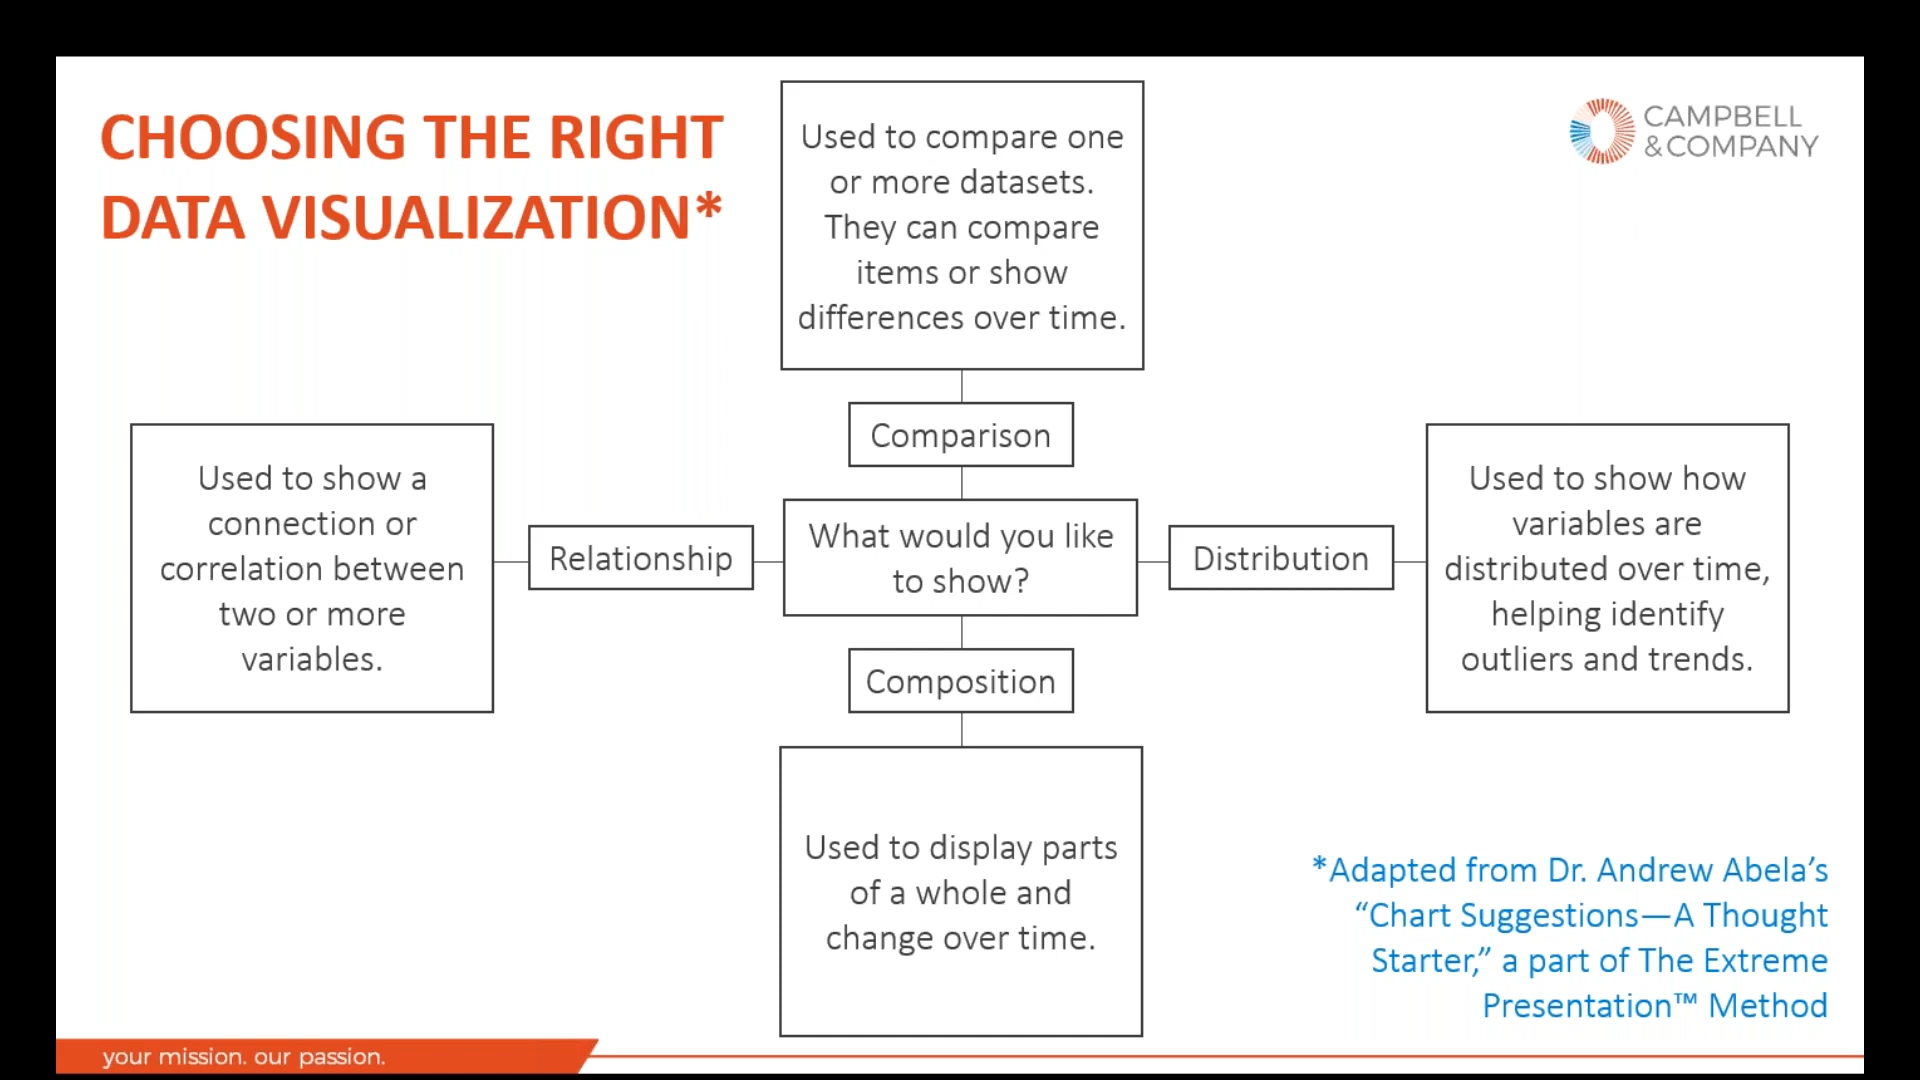 CHOOSING THE RIGHT
DATA VISUALIZATION*
CAMPBELL
&COMPANY
Used to compare one
or more datasets.
They can compare
items or show
differences over time.
Comparison
Used to show a
connection or
correlation between
two or more
variables.
Relationship
What would you like
to show?
Distribution
Used to show how
variables are
distributed over time,
helping identify
outliers and trends.
Composition
Used to display parts
of a whole and
change over time.
*Adapted from Dr. Andrew Abela’s
“Chart Suggestions—A Thought
Starter,” a part of The Extreme
Presentation™ Method
your mission. our passion.